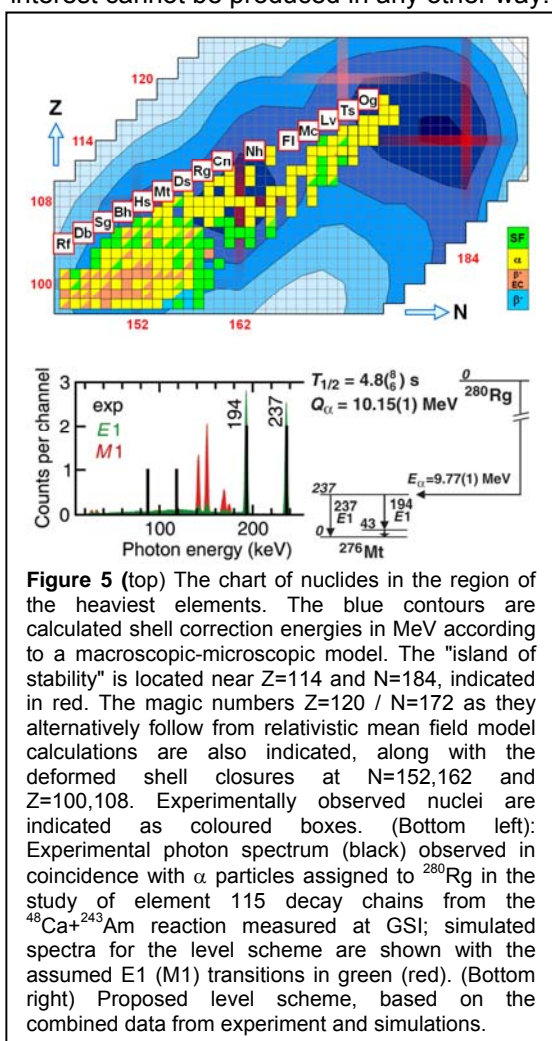 interest cannot be produced in any other way.
120
Z
Og
Ts
Lv
Mc
114
Fl
Nh
Cn
Rg
Ds
108
Mt
Hs
Bh
Sg
Db
Rf
184
SF
α
β+
EC
β-
100
152
162
N
3
2
1
0
Counts per channel
exp
E1
M1
194
237
100
200
Photon energy (keV)
T1/2 = 4.8(8 6) s
Qα = 10.15(1) MeV
0
280Rg
Eα=9.77(1) MeV
237
237
E1
194
E1
43
0
276Mt
Figure 5 (top) The chart of nuclides in the region of
the heaviest elements. The blue contours are
calculated shell correction energies in MeV according
to a macroscopic-microscopic model. The "island of
stability" is located near Z=114 and N=184, indicated
in red. The magic numbers Z=120 / N=172 as they
alternatively follow from relativistic mean field model
calculations are also indicated, along with the
deformed shell closures at N=152,162 and
Z=100,108. Experimentally observed nuclei are
indicated as coloured boxes. (Bottom left):
Experimental photon spectrum (black) observed in
coincidence with α particles assigned to 280Rg in the
study of element 115 decay chains from the
48Ca+243Am reaction measured at GSI; simulated
spectra for the level scheme are shown with the
assumed E1 (M1) transitions in green (red). (Bottom
right) Proposed level scheme, based on the
combined data from experiment and simulations.